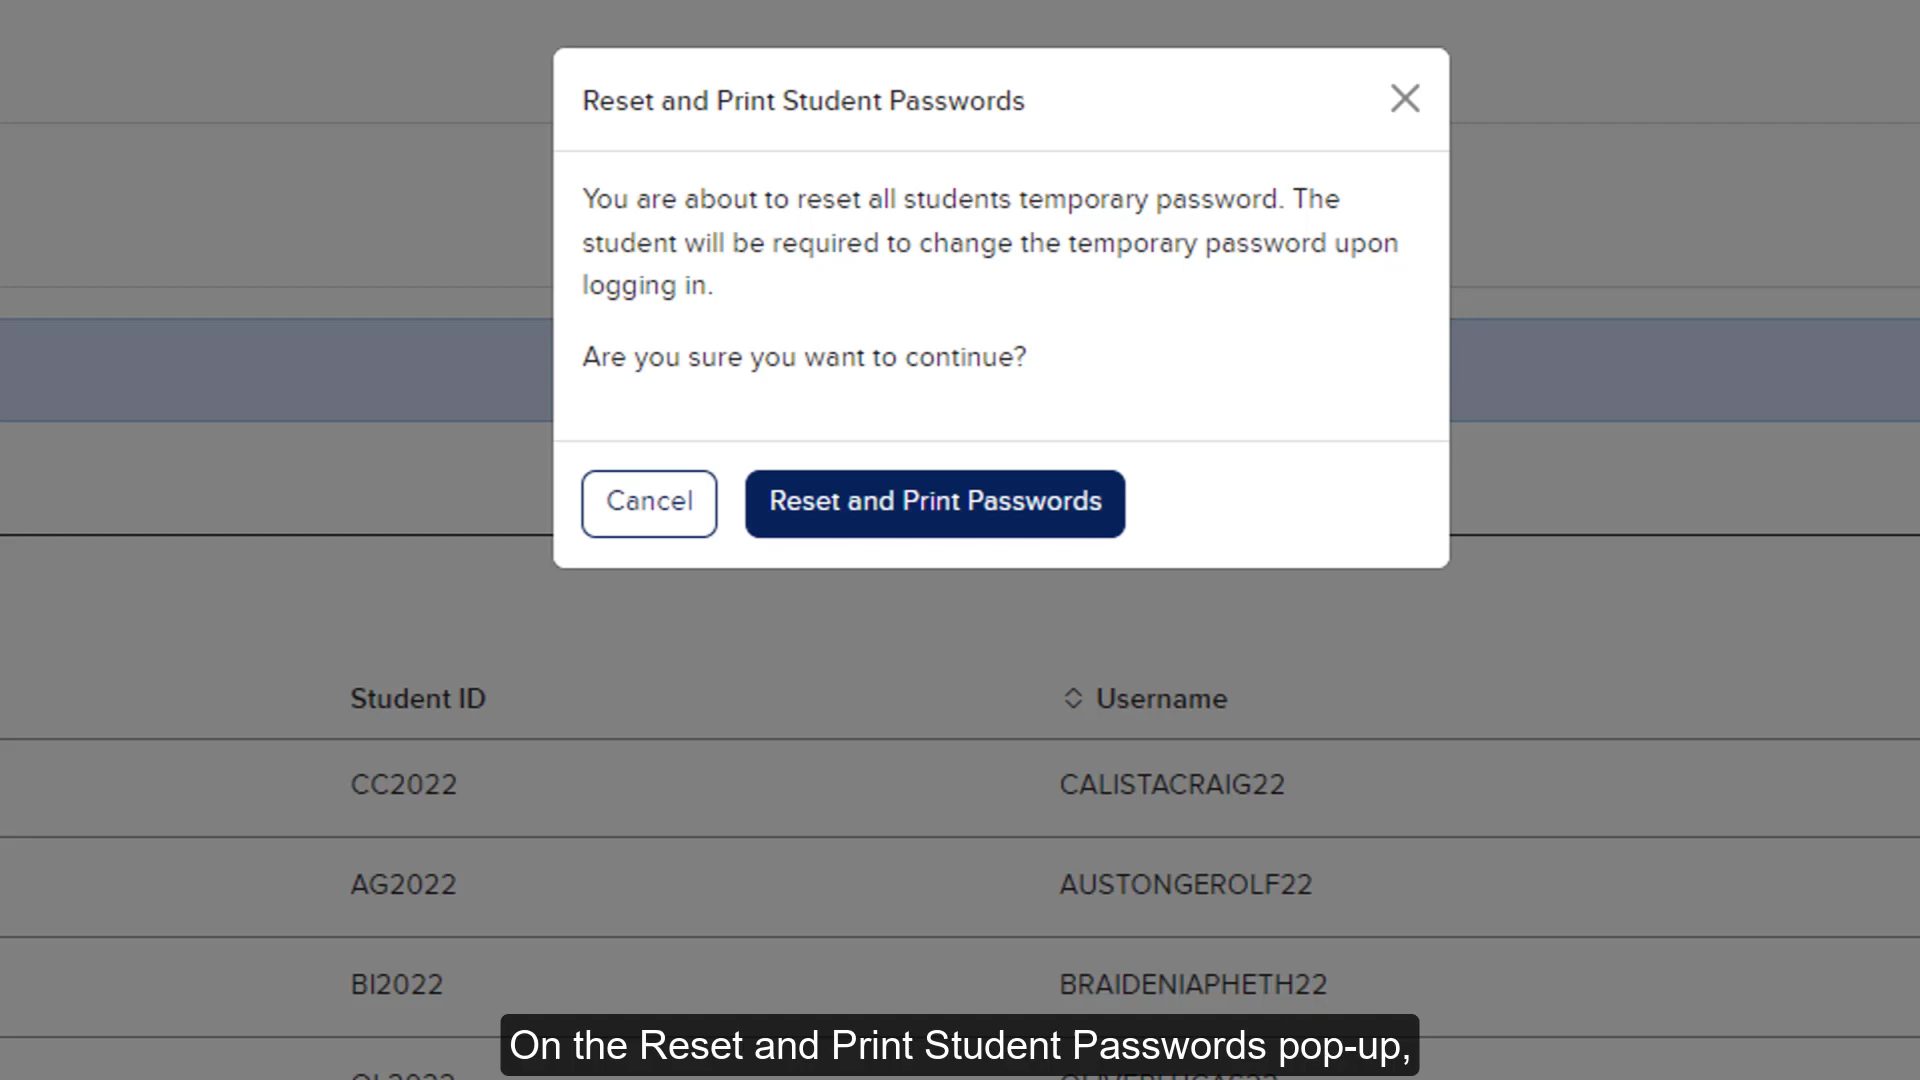 Reset and Print Student Passwords
You are about to reset all students temporary password. The
student will be required to change the temporary password upon
logging in.
Are you sure you want to continue?
Cancel
Reset and Print Passwords
Student ID
Username
CC2022
CALISTACRAIG22
AG2022
AUSTONGEROLF22
BI2022
BRAIDENIAPHETH22
On the Reset and Print Student Passwords pop-up,